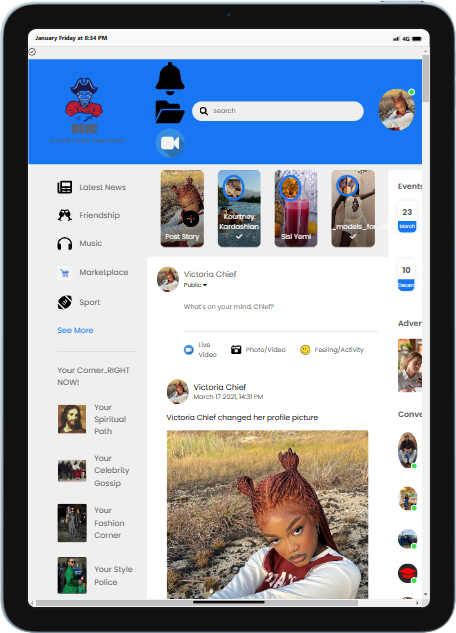 January Friday at 8:34 PM
4G
search
Latest News
Friendship
Music
Marketplace
Sport
See More
Your Corner..RIGHT
NOW!
Your
Spiritual
Path
Your
Celebrity
Gossip
Your
Fashion
Corner
Your Style
Police
Post Story
Kourtney
Kardashian
Sisi Yemi
_models_for_
Victoria Chief
Public
What's on your mind, Chief?
Live
Video
Photo/Video
Feeling/Activity
Victoria Chief
March 17 2021, 14:31 PM
Victoria Chief changed her profile picture
Events
23
March
10
Decem
Adver
Conve